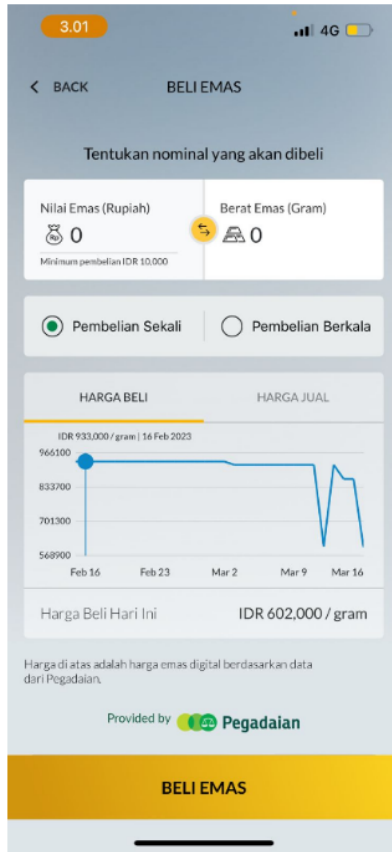 3.01
4G
BACK
BELI EMAS
Tentukan nominal yang akan dibeli
Nilai Emas (Rupiah)
Berat Emas (Gram)
Rp
0
0
Minimum pembelian IDR 10,000
Pembelian Sekali
Pembelian Berkala
HARGA BELI
HARGA JUAL
IDR 933,000 / gram | 16 Feb 2023
966100
833700
701300
568900
Feb 16 Feb 23 Mar 2 Mar 9 Mar 16
Harga Beli Hari Ini
IDR 602,000 / gram
Harga di atas adalah harga emas digital berdasarkan data
dari Pegadaian.
Provided by Pegadaian
BELI EMAS